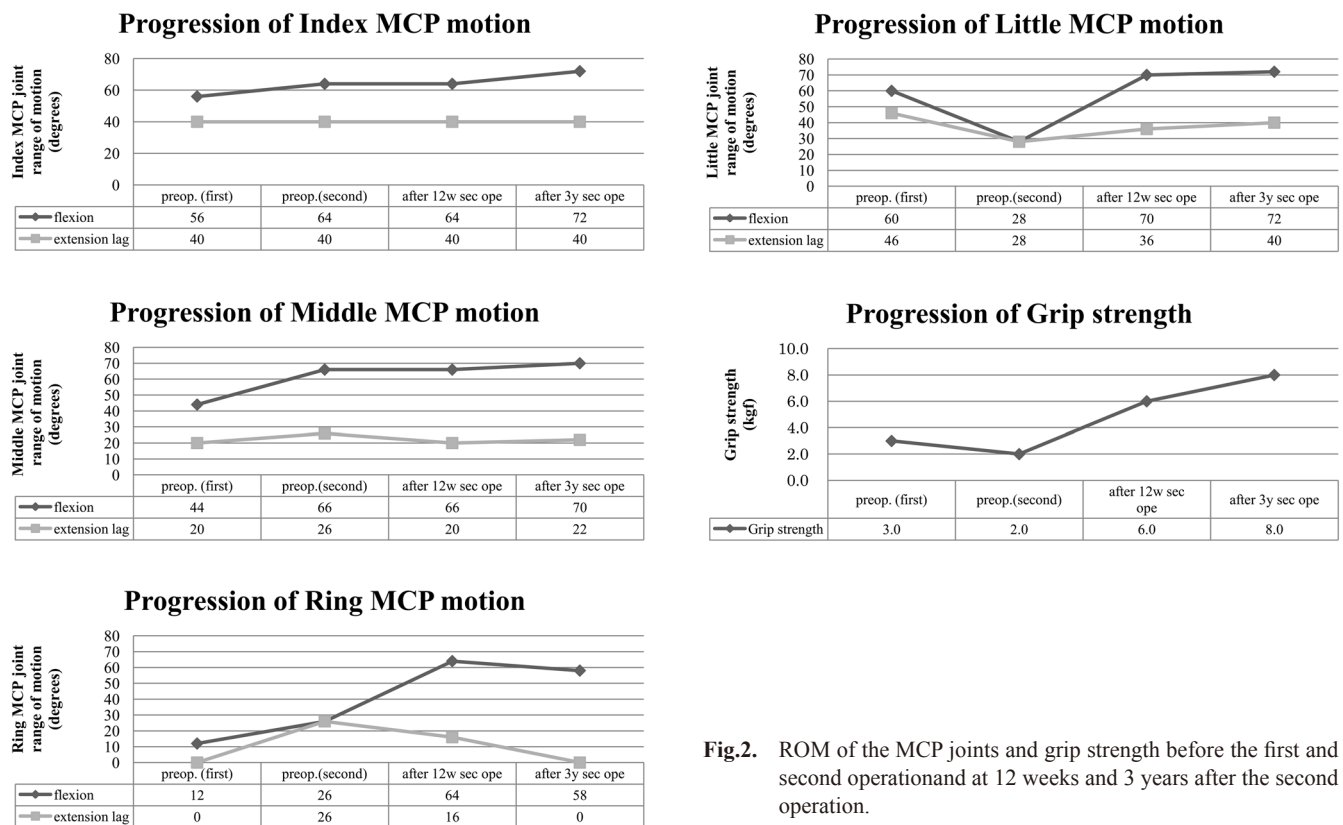 Progression of Index MCP motion
Index MCP joint
range of motion
(degrees)
80
60
40
20
0
preop. (first) preop.(second) after 12w sec ope after 3y sec ope
flexion 56 64 64 72
extension lag 40 40 40 40
Progression of Middle MCP motion
Middle MCP joint
range of motion
(degrees)
80
70
60
50
40
30
20
10
0
preop. (first) preop.(second) after 12w sec ope after 3y sec ope
flexion 44 66 66 70
extension lag 20 26 20 22
Progression of Ring MCP motion
Ring MCP joint
range of motion
(degrees)
80
70
60
50
40
30
20
10
0
preop. (first) preop.(second) after 12w sec ope after 3y sec ope
flexion 12 26 64 58
extension lag 0 26 16 0
Progression of Little MCP motion
Little MCP joint
range of motion
(degrees)
80
70
60
50
40
30
20
10
0
preop. (first) preop.(second) after 12w sec ope after 3y sec ope
flexion 60 28 70 72
extension lag 46 28 36 40
Progression of Grip strength
Grip strength
(kgf)
10.0
8.0
6.0
4.0
2.0
0.0
preop. (first) preop.(second) after 12w sec ope after 3y sec ope
Grip strength 3.0 2.0 6.0 8.0
Fig.2. ROM of the MCP joints and grip strength before the first and
second operationand at 12 weeks and 3 years after the second
operation.